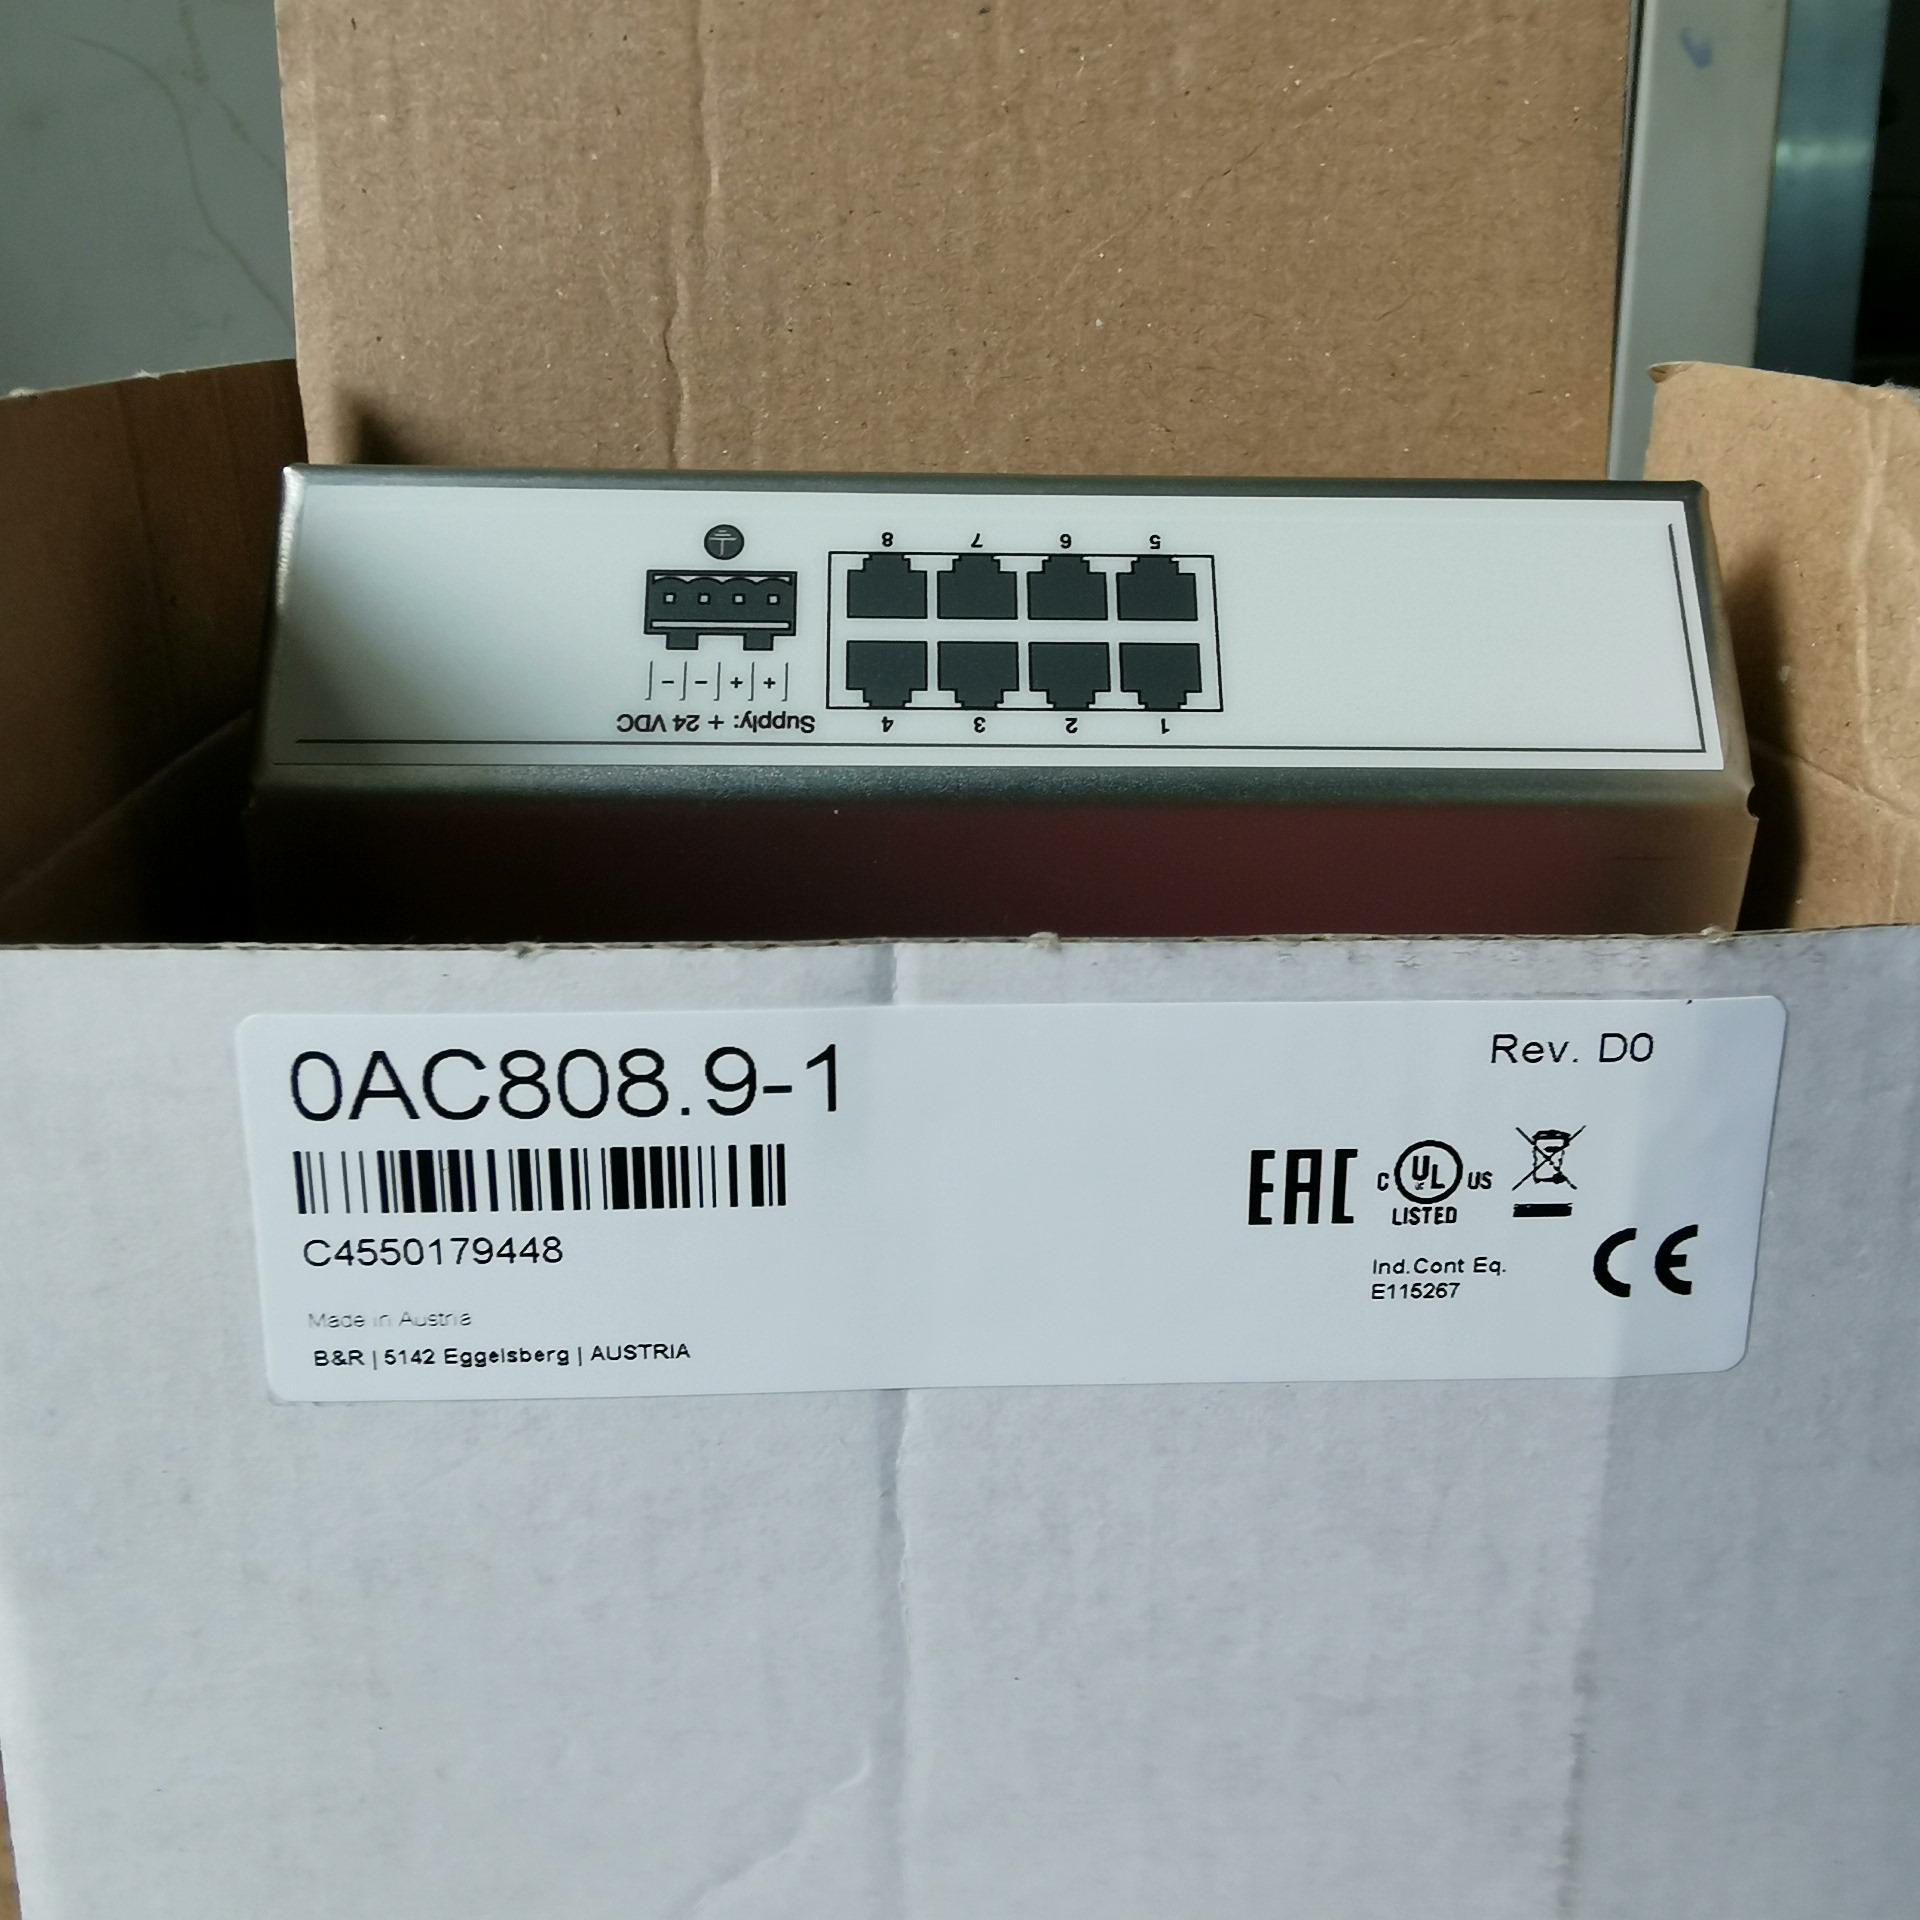 8 7 6 5
- - + +
Supply: + 24 VDC
4 3 2 1
0AC808.9-1
Rev. D0
C4550179448
EAC
C UL US
LISTED
Ind.Cont Eq.
E115267
CE
Made in Austria
B&R | 5142 Eggelsberg | AUSTRIA